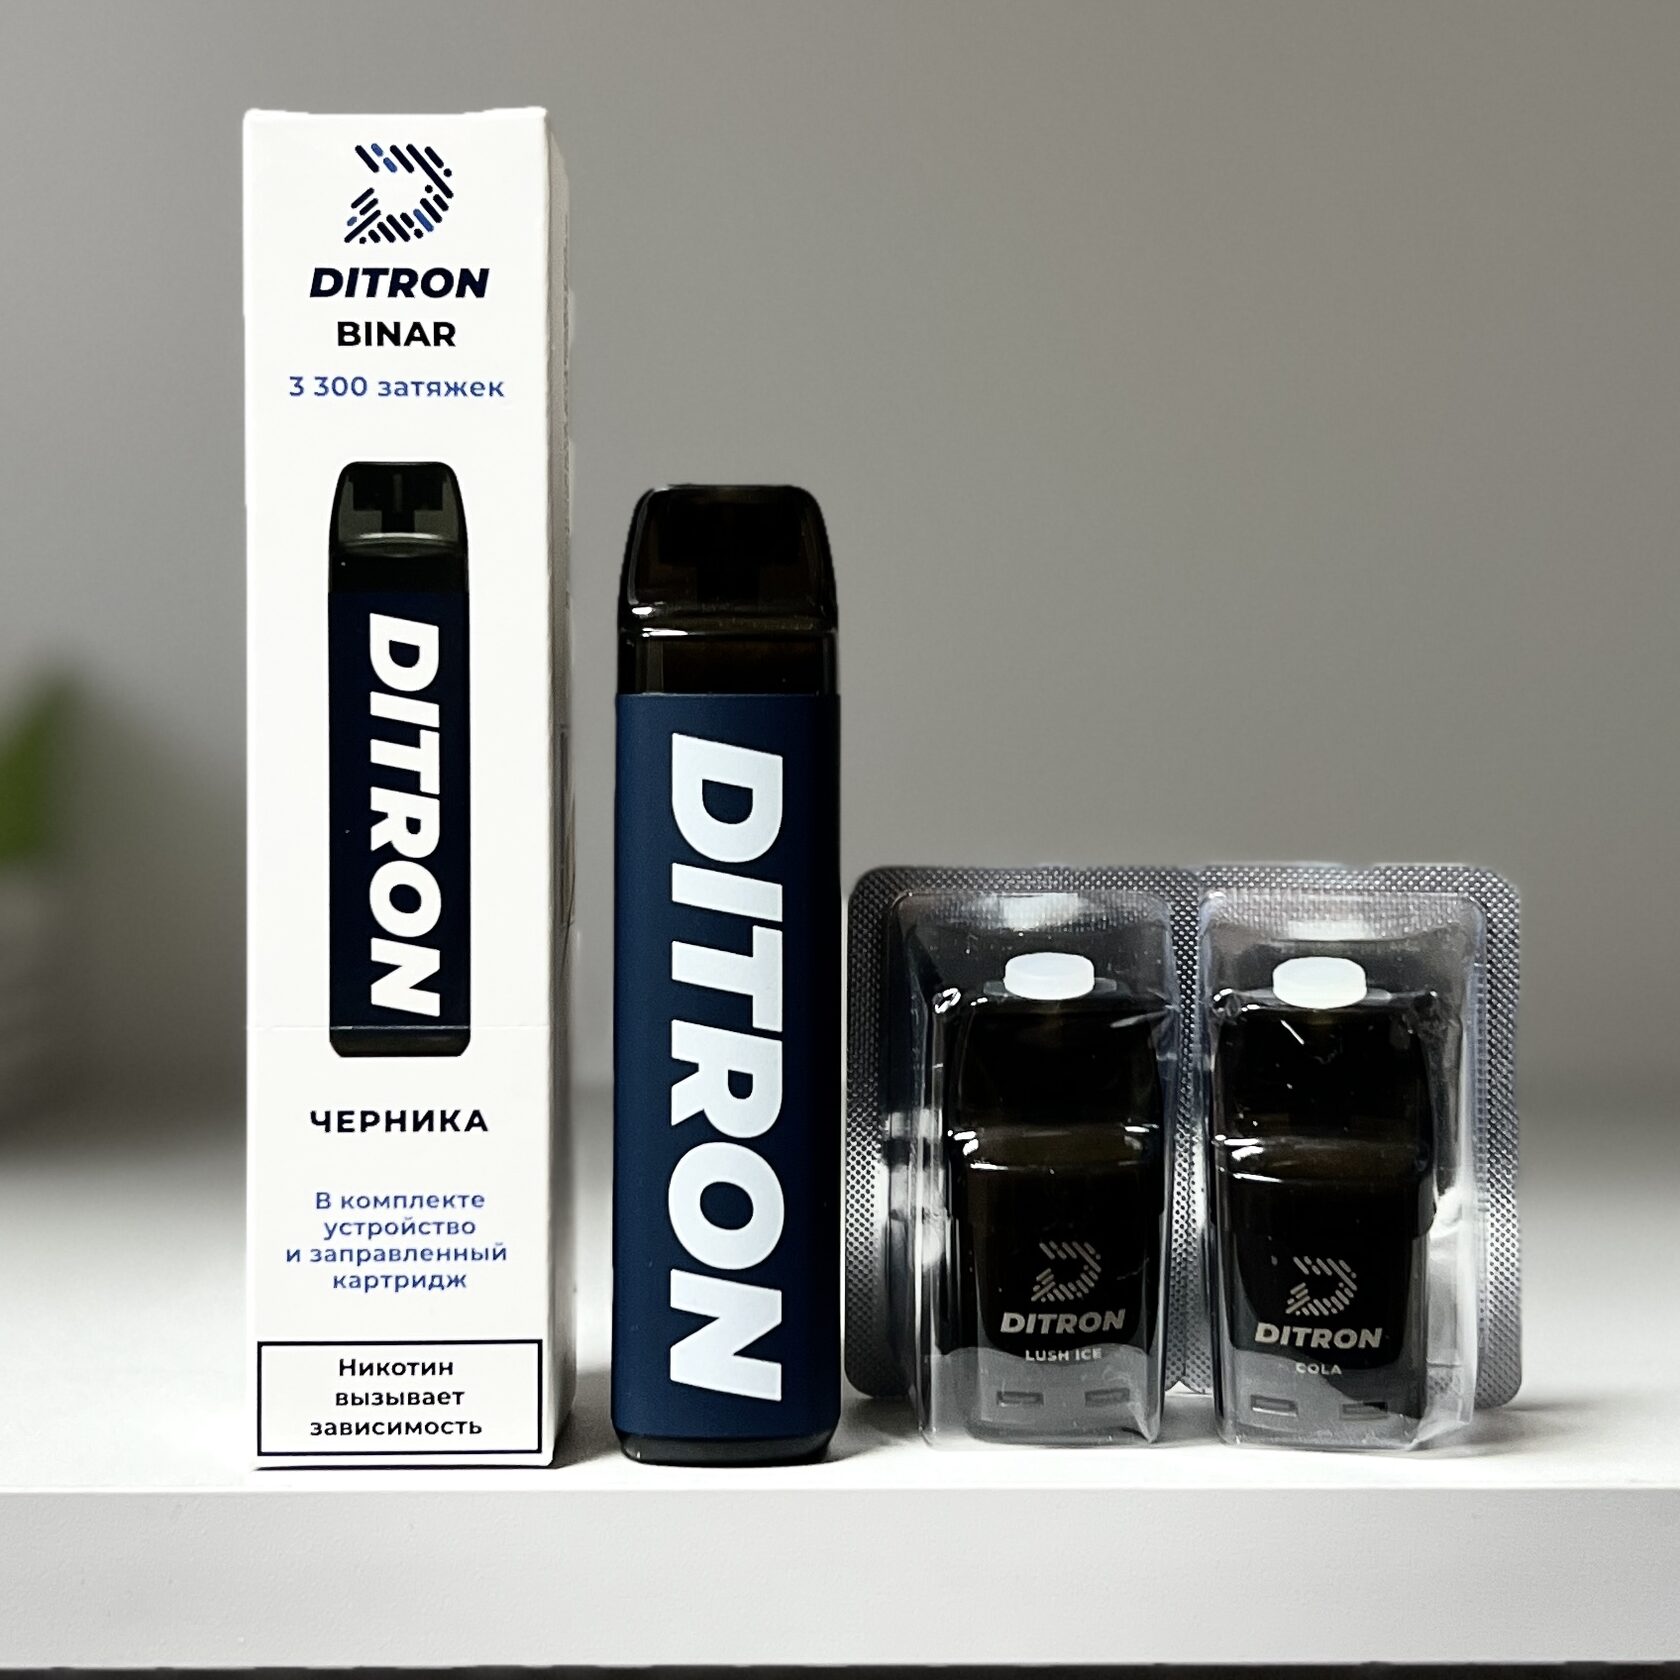 DITRON
BINAR
3 300 затяжек
DITRON
ЧЕРНИКА
В комплекте
устройство
и заправленный
картридж
Никотин
вызывает
зависимость
DITRON
DITRON
LUSH ICE
DITRON
COLA